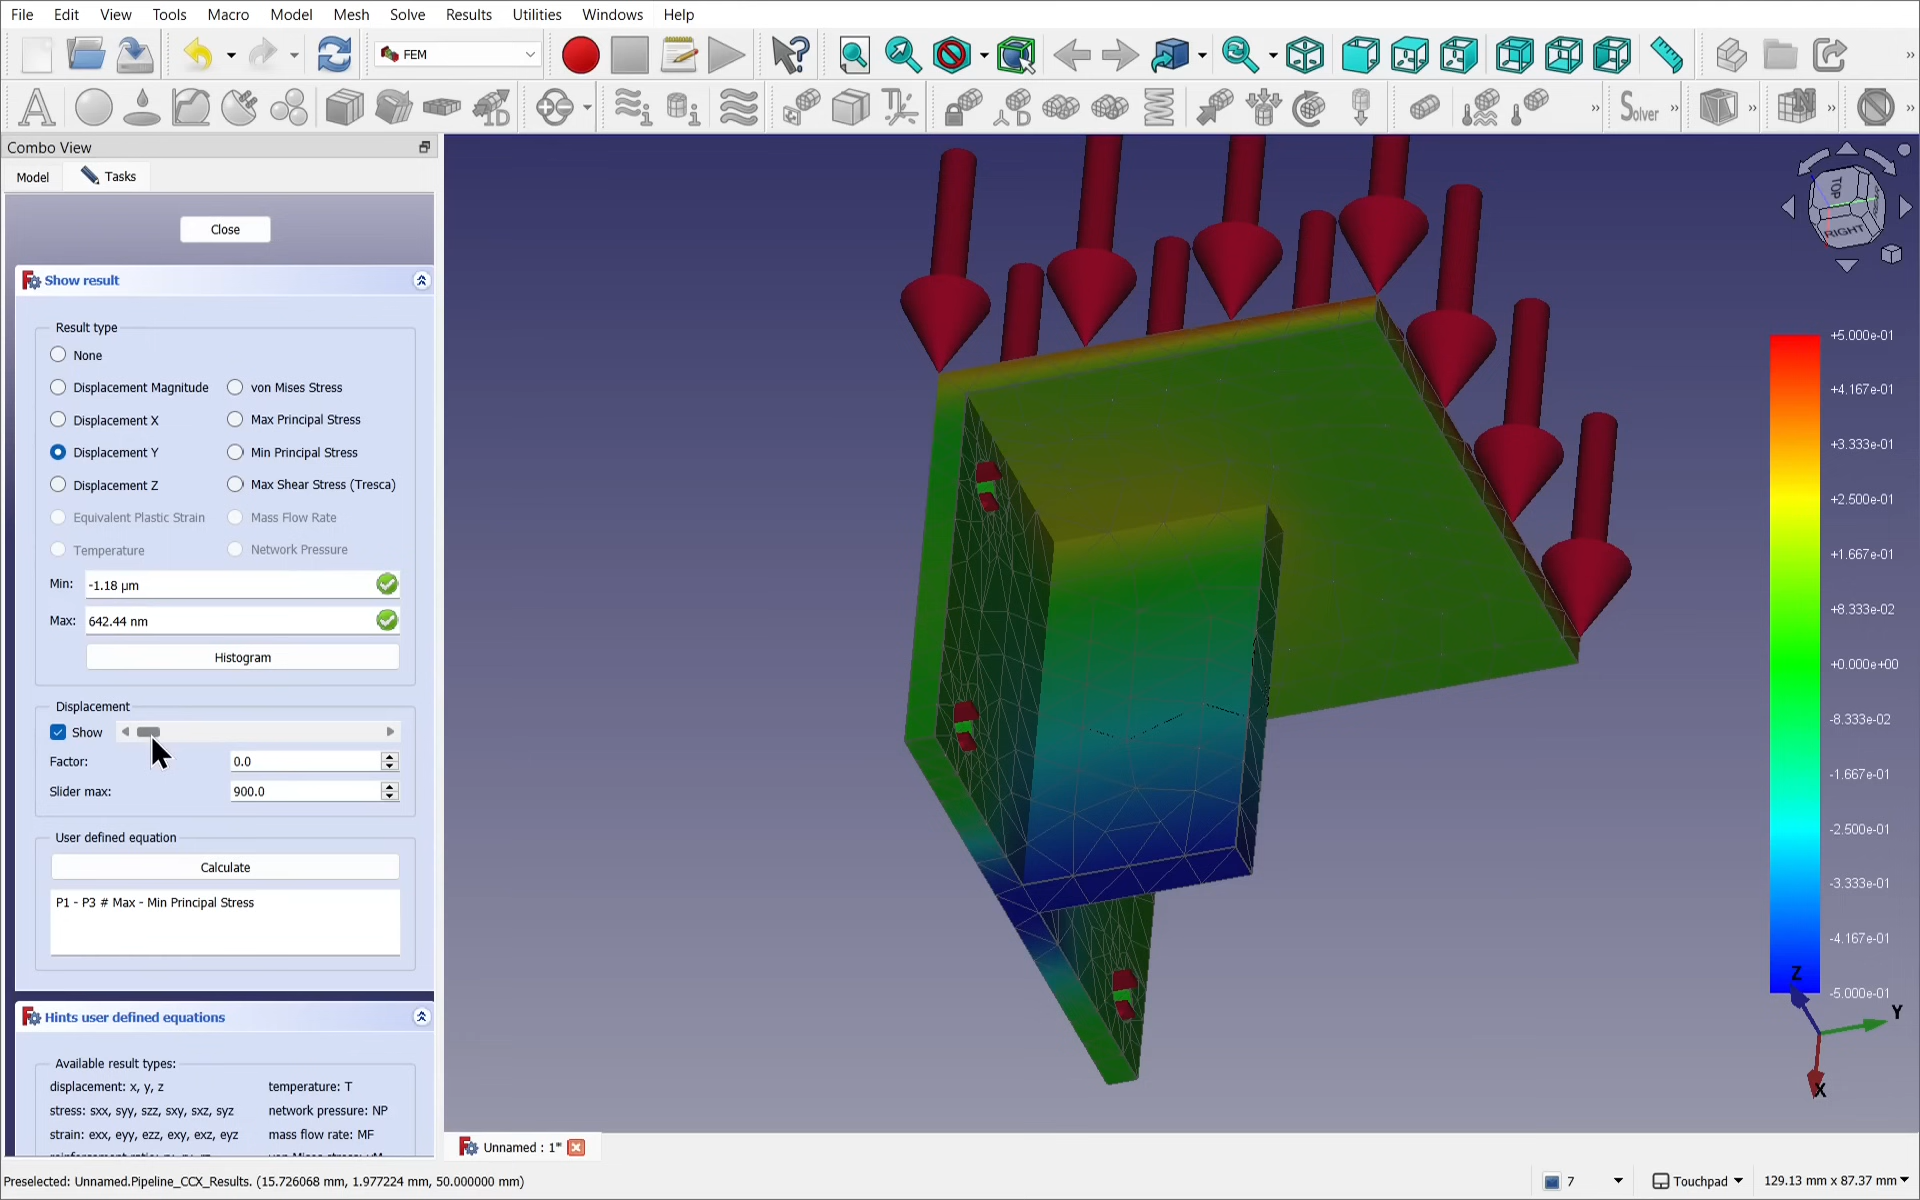 File Edit View Tools Macro Model Mesh Solve Results Utilities Windows Help
FEM
Solver
Combo View
Model Tasks
Close
Show result
Result type
None
Displacement Magnitude von Mises Stress
Displacement X Max Principal Stress
Displacement Y Min Principal Stress
Displacement Z Max Shear Stress (Tresca)
Equivalent Plastic Strain Mass Flow Rate
Temperature Network Pressure
Min: -1.18 µm
Max: 642.44 nm
Histogram
Displacement
Show
Factor: 0.0
Slider max: 900.0
User defined equation
Calculate
P1 - P3 # Max - Min Principal Stress
Hints user defined equations
Available result types:
displacement: x, y, z temperature: T
stress: sxx, syy, szz, sxy, sxz, syz network pressure: NP
strain: exx, eyy, ezz, exy, exz, eyz mass flow rate: MF
TOP
RIGHT
+5.000e-01
+4.167e-01
+3.333e-01
+2.500e-01
+1.667e-01
+8.333e-02
+0.000e+00
-8.333e-02
-1.667e-01
-2.500e-01
-3.333e-01
-4.167e-01
-5.000e-01
Z
Y
X
Unnamed : 1*
Preselected: Unnamed.Pipeline_CCX_Results. (15.726068 mm, 1.977224 mm, 50.000000 mm)
7 Touchpad 129.13 mm x 87.37 mm